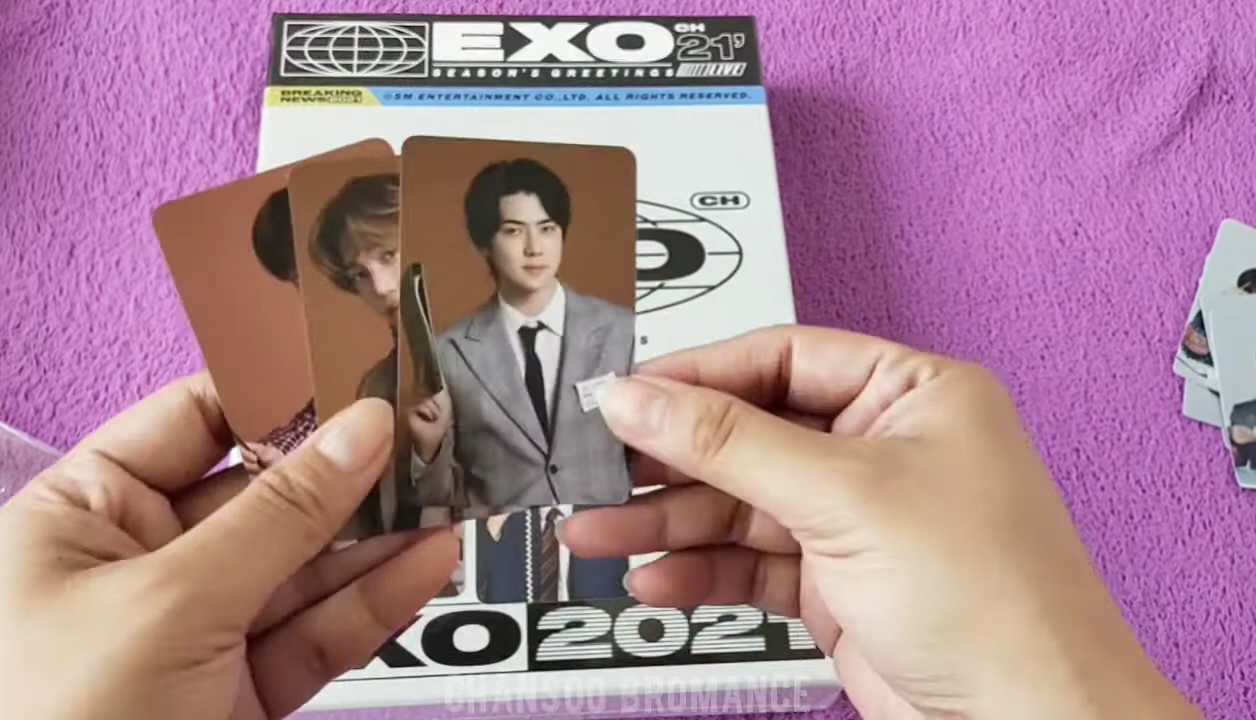 EXO
CH
21'
SEASON'S GREETINGS
LIVE
BREAKING
NEWS 2021
©SM ENTERTAINMENT CO.,LTD. ALL RIGHTS RESERVED.
CH
2021
CHANSOO BROMANCE